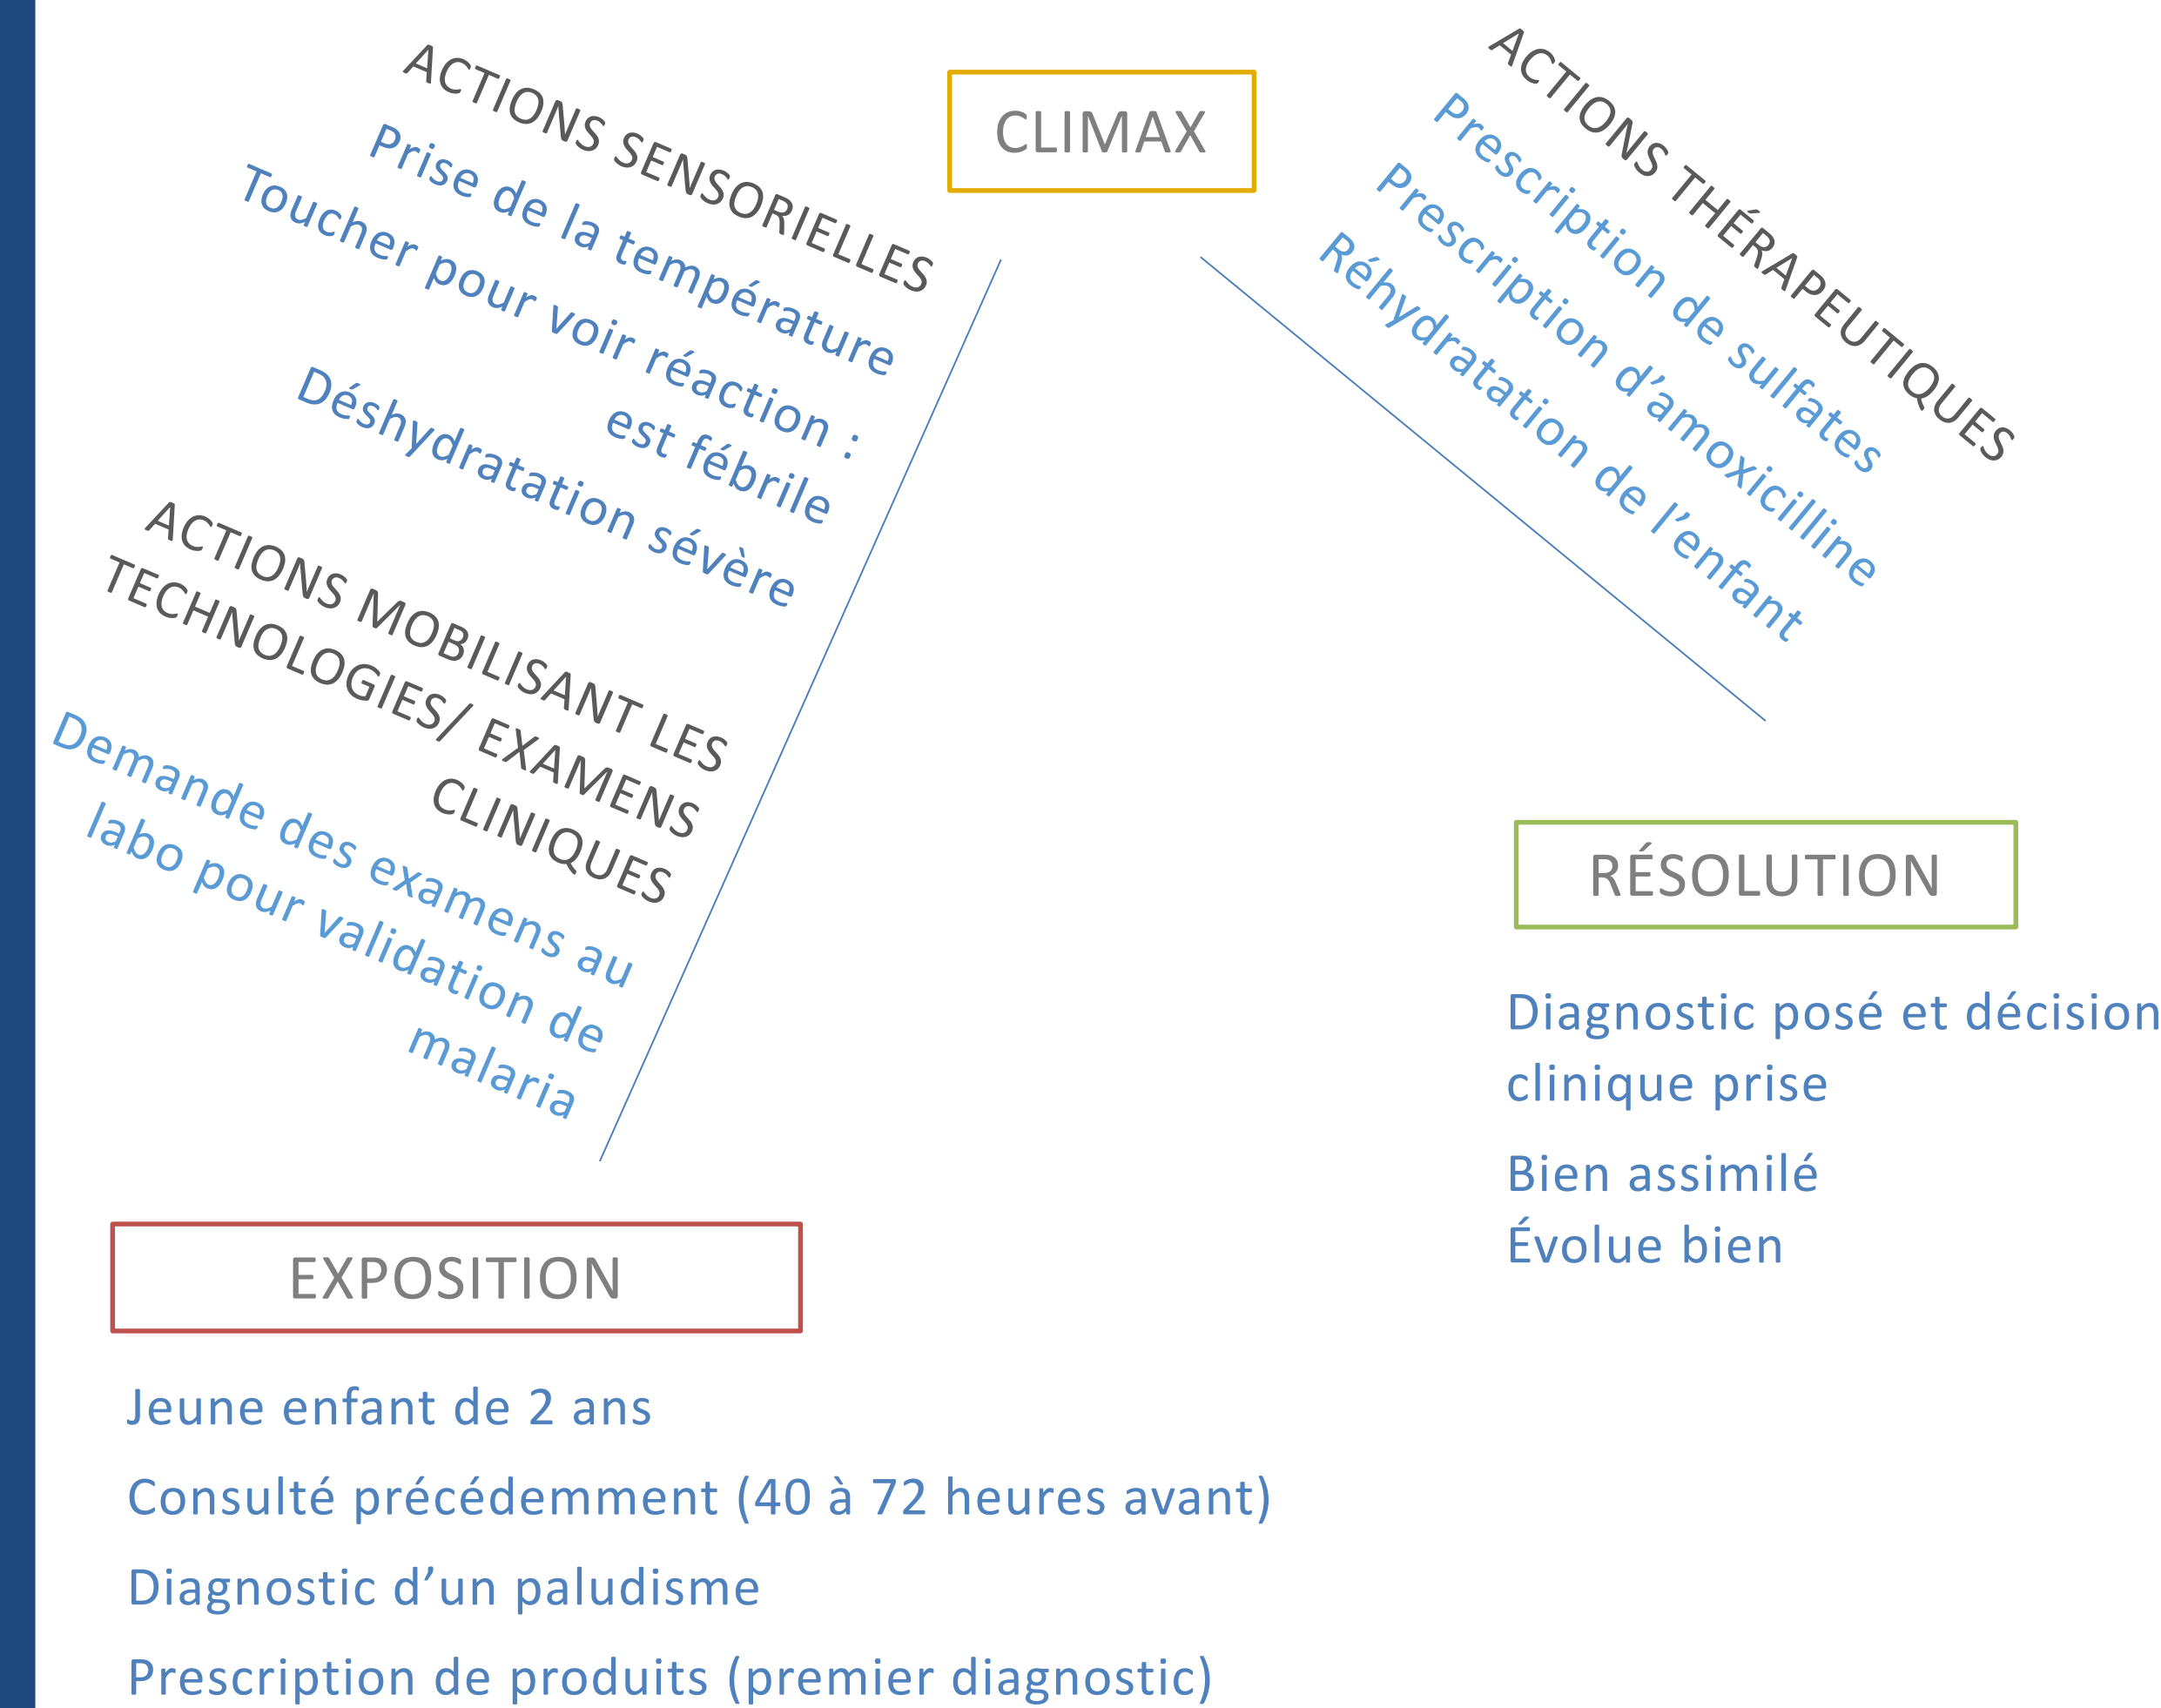 CLIMAX
ACTIONS SENSORIELLES
Prise de la température
Toucher pour voir réaction :
est fébrile
Désydratation sévère
ACTIONS MOBILISANT LES
TECHNOLOGIES/ EXAMENS
CLINIQUES
Demande des examens au
labo pour validation de
malaria
ACTIONS THÉRAPEUTIQUES
Prescription de sulfates
Prescription d’amoxicilline
Réhydratation de l’enfant
RÉSOLUTION
Diagnostic posé et décision
clinique prise
Bien assimilé
Évolue bien
EXPOSITION
Jeune enfant de 2 ans
Consulté précédemment (40 à 72 heures avant)
Diagnostic d’un paludisme
Prescription de produits (premier diagnostic)